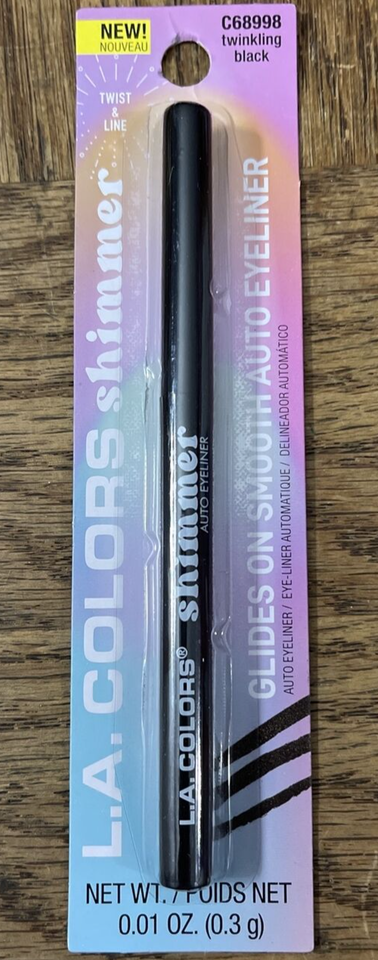 NEW!
NOUVEAU
C68998
twinkling
black
TWIST
&
LINE
L.A. COLORS shimmer
L.A. COLORS® shimmer
AUTO EYELINER
GLIDES ON SMOOTH AUTO EYELINER
AUTO EYELINER / EYE-LINER AUTOMATIQUE / DELINEADOR AUTOMÁTICO
NET WT. / POIDS NET
0.01 OZ. (0.3 g)